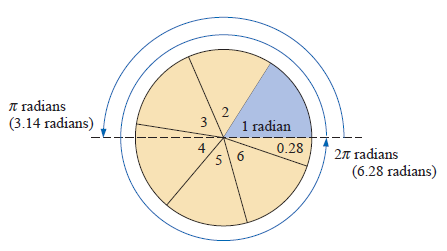 π radians
(3.14 radians)
2
3
1 radian
4
5
6
0.28
2π radians
(6.28 radians)